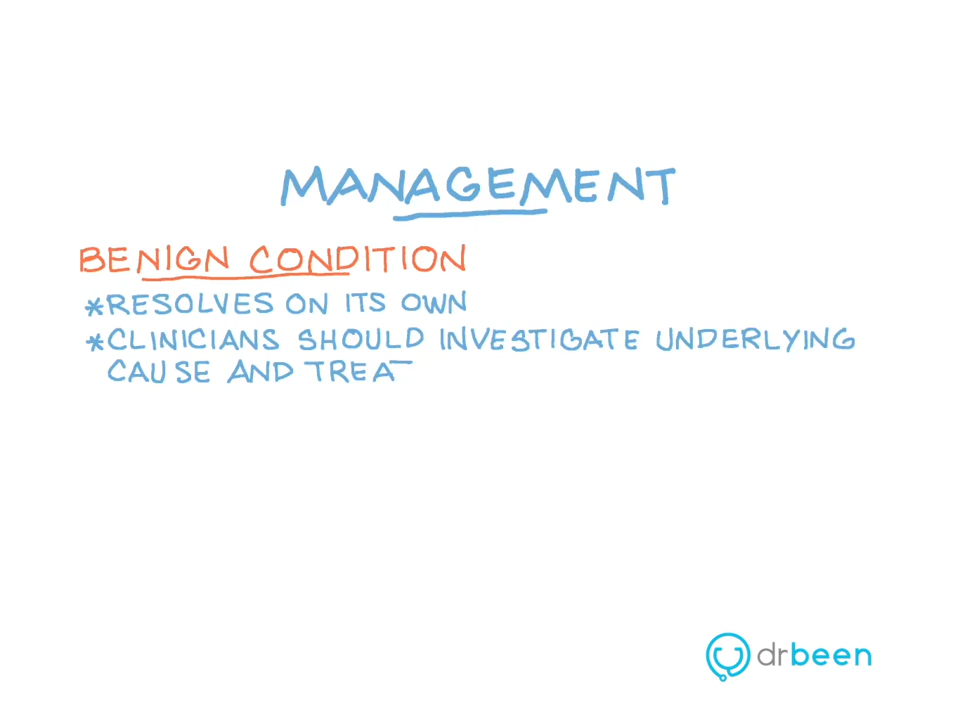 MANAGEMENT
BENIGN CONDITION
*RESOLVES ON ITS OWN
*CLINICIANS SHOULD INVESTIGATE UNDERLYING
CAUSE AND TREAT
drbeen